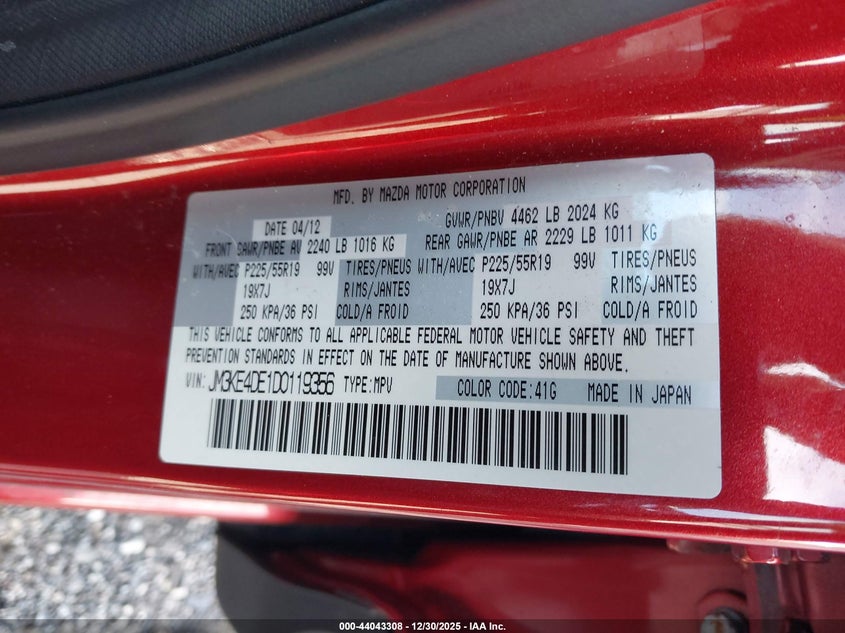 MFD. BY MAZDA MOTOR CORPORATION
DATE 04/12 GVWR/PNBV 4462 LB 2024 KG
FRONT GAWR/PNBE AV 2240 LB 1016 KG REAR GAWR/PNBE AR 2229 LB 1011 KG
WITH/AVEC P225/55R19 99V TIRES/PNEUS WITH/AVEC P225/55R19 99V TIRES/PNEUS
19X7J RIMS/JANTES 19X7J RIMS/JANTES
250 KPA/36 PSI COLD/A FROID 250 KPA/36 PSI COLD/A FROID
THIS VEHICLE CONFORMS TO ALL APPLICABLE FEDERAL MOTOR VEHICLE SAFETY AND THEFT
PREVENTION STANDARDS IN EFFECT ON THE DATE OF MANUFACTURE SHOWN ABOVE.
VIN: JM3KE4DE1D0119356 TYPE:MPV COLOR CODE:41G MADE IN JAPAN
000-44043308 - 12/30/2025 - IAA Inc.